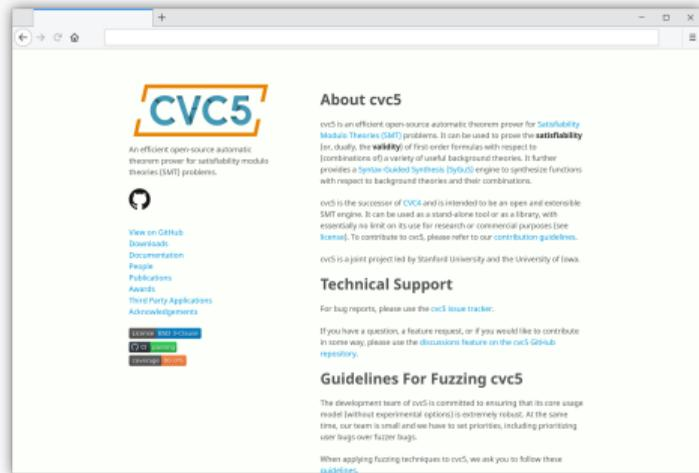 CVC5
An efficient open-source automatic
theorem prover for satisfiability modulo
theories (SMT) problems.
View on GitHub
Downloads
Documentation
People
Publications
Awards
Third Party Applications
Acknowledgements
License BSD 3-Clause
CI passing
coverage
About cvc5
cvc5 is an efficient open-source automatic theorem prover for Satisfiability
Modulo Theories (SMT) problems. It can be used to prove the satisfiability
(or, dually, the validity) of first-order formulas with respect to
(combinations of) a variety of useful background theories. It further
provides a Syntax-Guided Synthesis (SyGuS) engine to synthesize functions
with respect to background theories and their combinations.
cvc5 is the successor of CVC4 and is intended to be an open and extensible
SMT engine. It can be used as a stand-alone tool or as a library, with
essentially no limit on its use for research or commercial purposes (see
license). To contribute to cvc5, please refer to our contribution guidelines.
cvc5 is a joint project led by Stanford University and the University of Iowa.
Technical Support
For bug reports, please use the cvc5 issue tracker.
If you have a question, a feature request, or if you would like to contribute
in some way, please use the discussions feature on the cvc5 GitHub
repository.
Guidelines For Fuzzing cvc5
The development team of cvc5 is committed to ensuring that its core usage
model (without experimental options) is extremely robust. At the same
time, our team is small and we have to set priorities, including prioritizing
user bugs over fuzzer bugs.
When applying fuzzing techniques to cvc5, we ask you to follow these
guidelines.